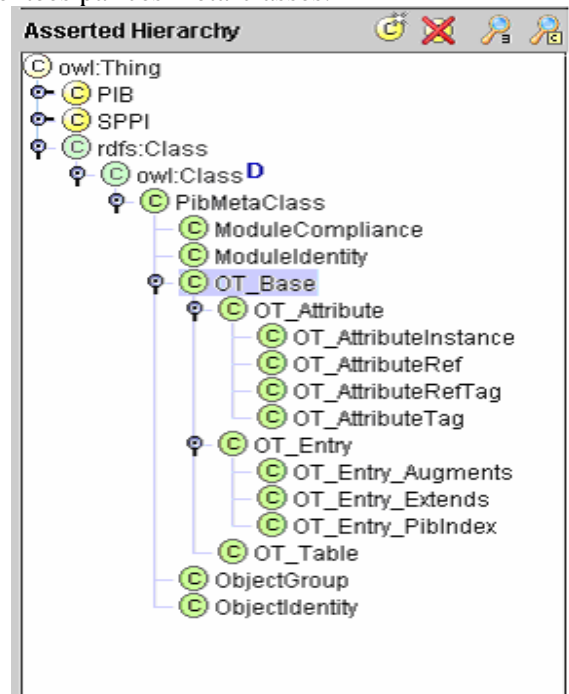 Asserted Hierarchy
owl:Thing
PIB
SPPI
rdfs:Class
owl:Class D
PibMetaClass
ModuleCompliance
ModuleIdentity
OT_Base
OT_Attribute
OT_AttributeInstance
OT_AttributeRef
OT_AttributeRefTag
OT_AttributeTag
OT_Entry
OT_Entry_Augments
OT_Entry_Extends
OT_Entry_PibIndex
OT_Table
ObjectGroup
ObjectIdentity